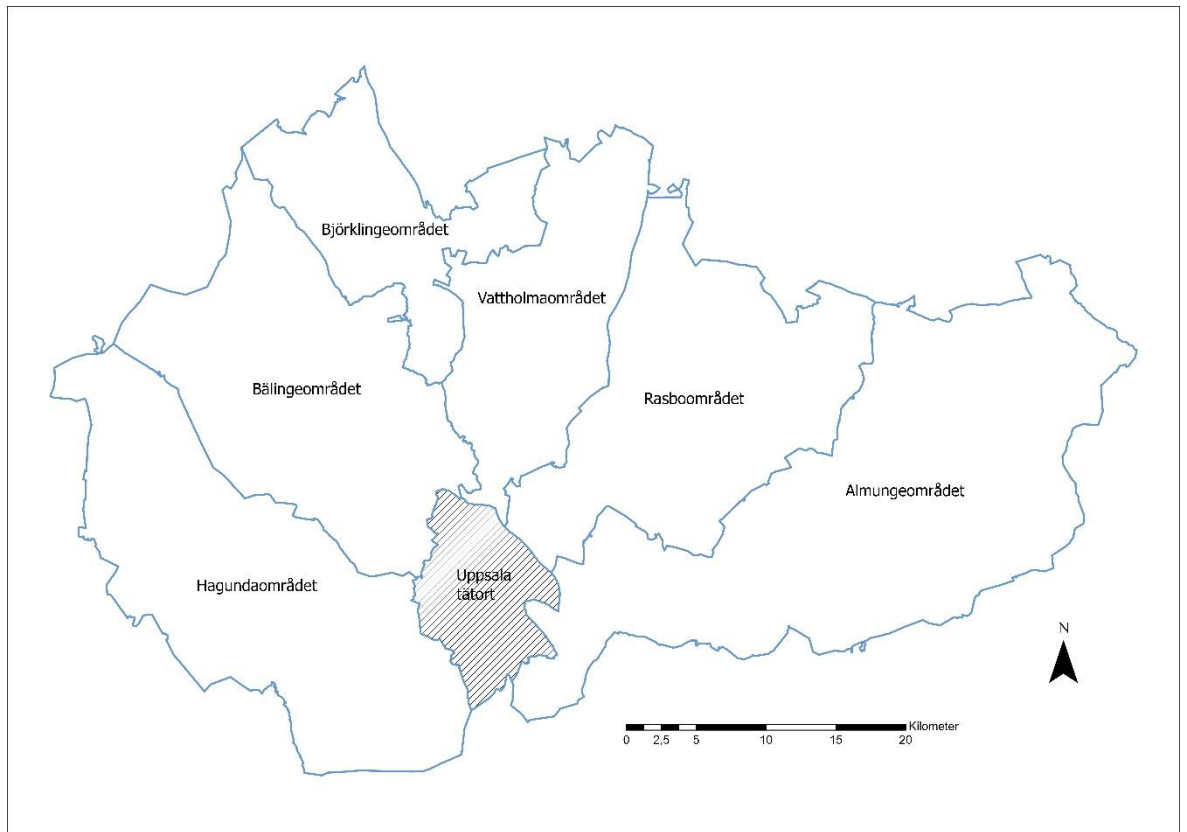 Björklingeområdet
Vattholmaområdet
Bälingeområdet
Rasboområdet
Almungeområdet
Uppsala
tätort
Hagundaområdet
N
Kilometer
0 2,5 5 10 15 20